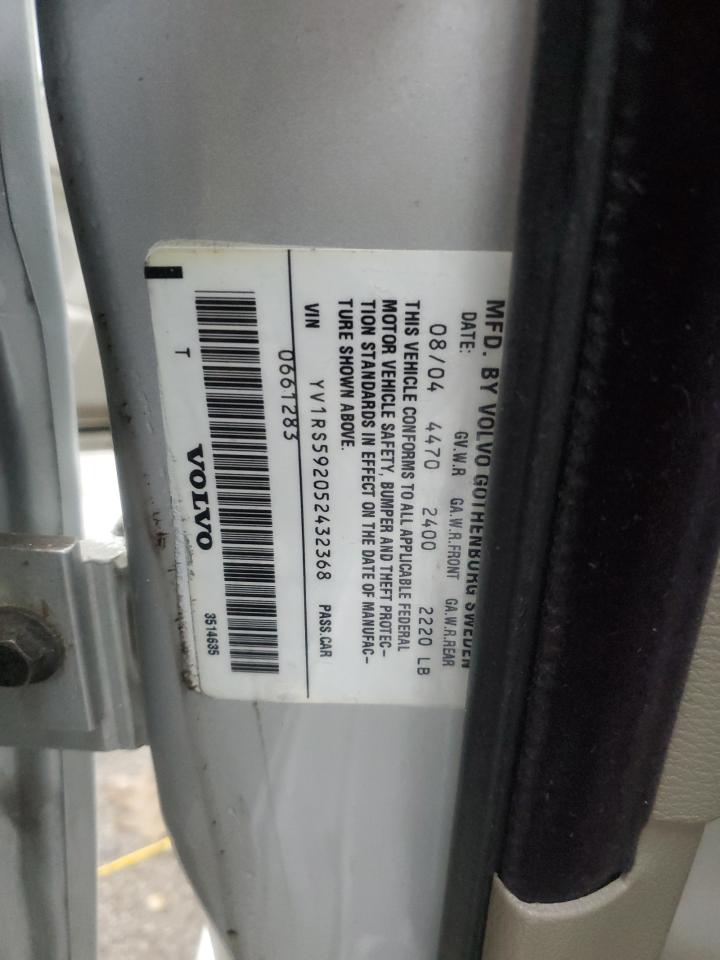 MFD. BY VOLVO GOTHENBURG SWEDEN
DATE: GV.W.R GA.W.R.FRONT GA.W.R.REAR
08/04 4470 2400 2220 LB
THIS VEHICLE CONFORMS TO ALL APPLICABLE FEDERAL
MOTOR VEHICLE SAFETY, BUMPER AND THEFT PROTEC-
TION STANDARDS IN EFFECT ON THE DATE OF MANUFAC-
TURE SHOWN ABOVE.
VIN YV1RS592052432368 PASS.CAR
0661283
T VOLVO 3514635